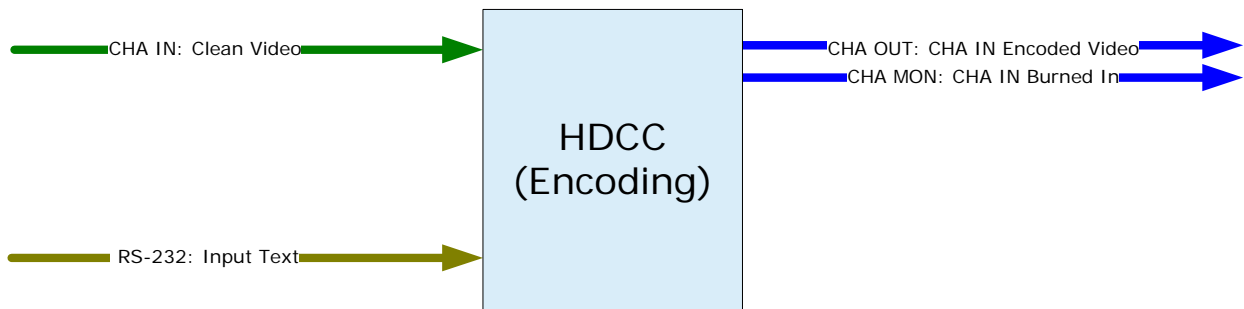 CHA IN: Clean Video
CHA OUT: CHA IN Encoded Video
CHA MON: CHA IN Burned In
HDCC
(Encoding)
RS-232: Input Text